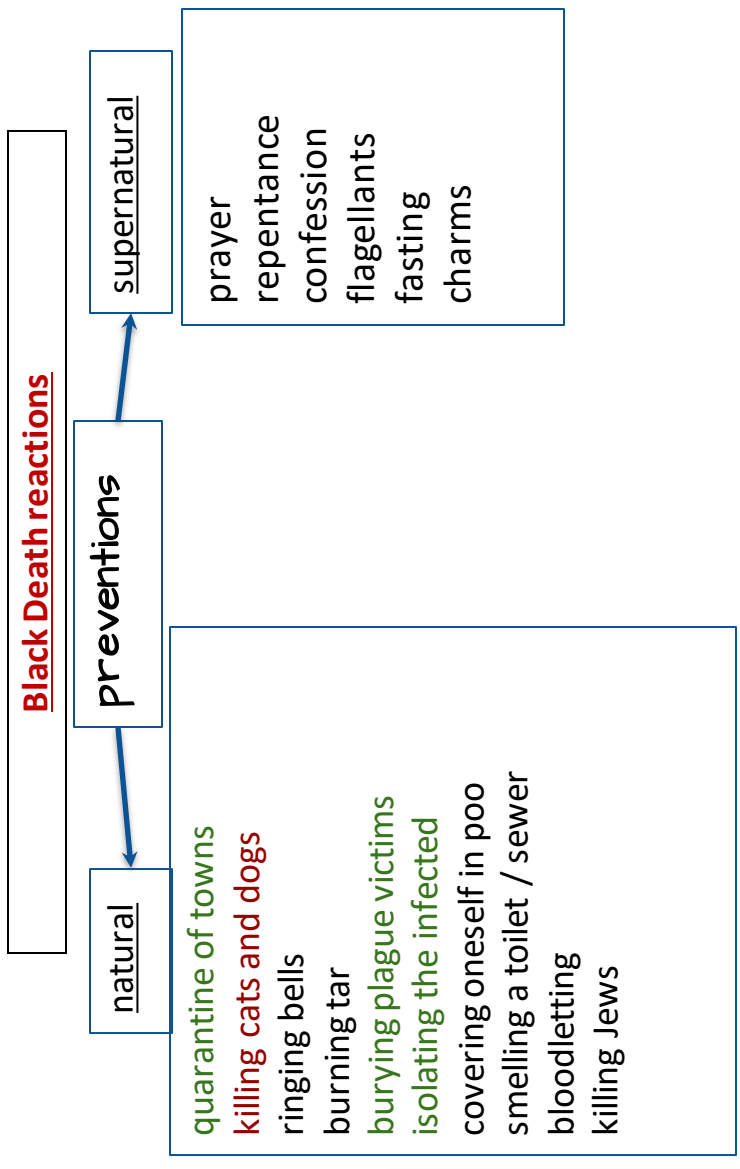 Black Death reactions
preventions
natural
quarantine of towns
killing cats and dogs
ringing bells
burning tar
burying plague victims
isolating the infected
covering oneself in poo
smelling a toilet / sewer
bloodletting
killing Jews
supernatural
prayer
repentance
confession
flagellants
fasting
charms